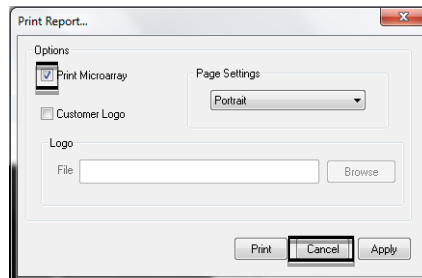 Print Report...
Options
Print Microarray
Page Settings
Portrait
Customer Logo
Logo
File
Browse
Print
Cancel
Apply